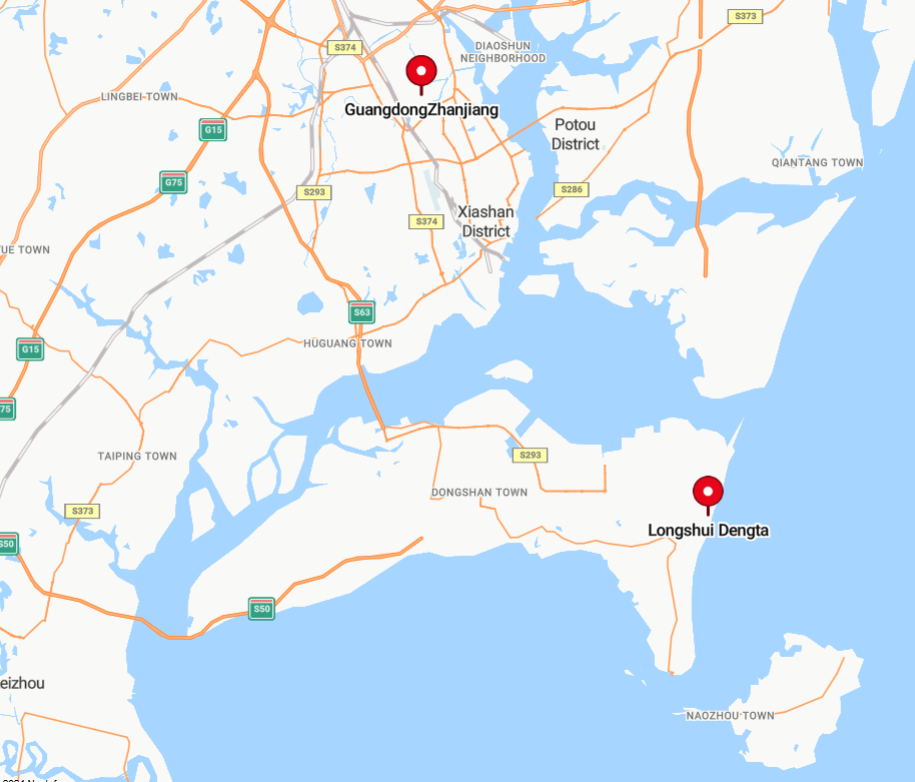 S373
S374
DIAOSHUN
NEIGHBORHOOD
LINGBEI TOWN
GuangdongZhanjiang
G15
Potou
District
QIANTANG TOWN
G75
S293
S286
S374
Xiashan
District
UE TOWN
S63
HUGUANG TOWN
G15
75
TAIPING TOWN
S293
DONGSHAN TOWN
S373
Longshui Dengta
S50
S50
eizhou
NAOZHOU TOWN